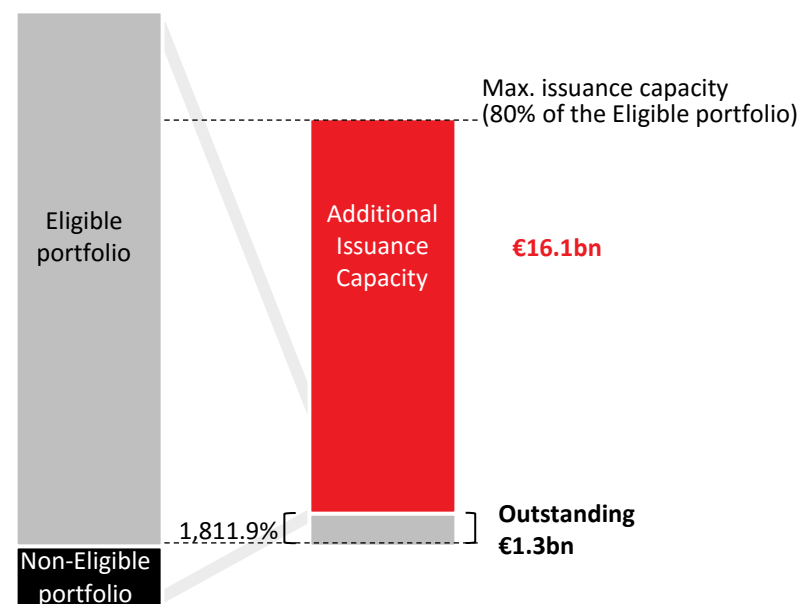 Max. issuance capacity
(80% of the Eligible portfolio)
Eligible
portfolio
Additional
Issuance
Capacity
€16.1bn
1,811.9%
Outstanding
€1.3bn
Non-Eligible
portfolio